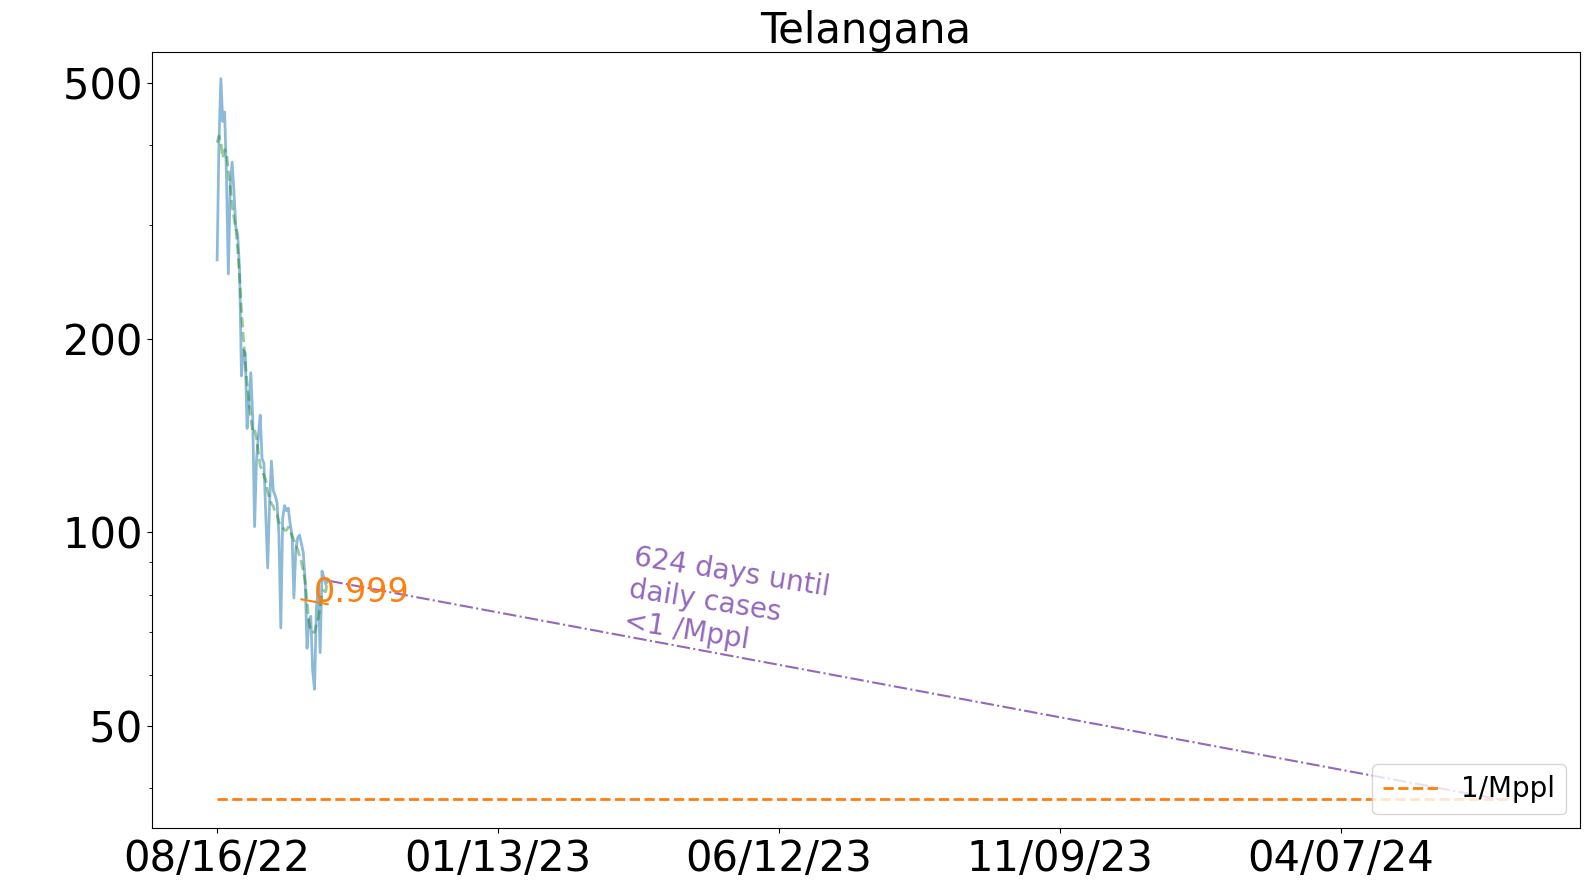 Telangana
500
200
100
50
0.999
624 days until
daily cases
<1 /Mppl
1/Mppl
08/16/22
01/13/23
06/12/23
11/09/23
04/07/24